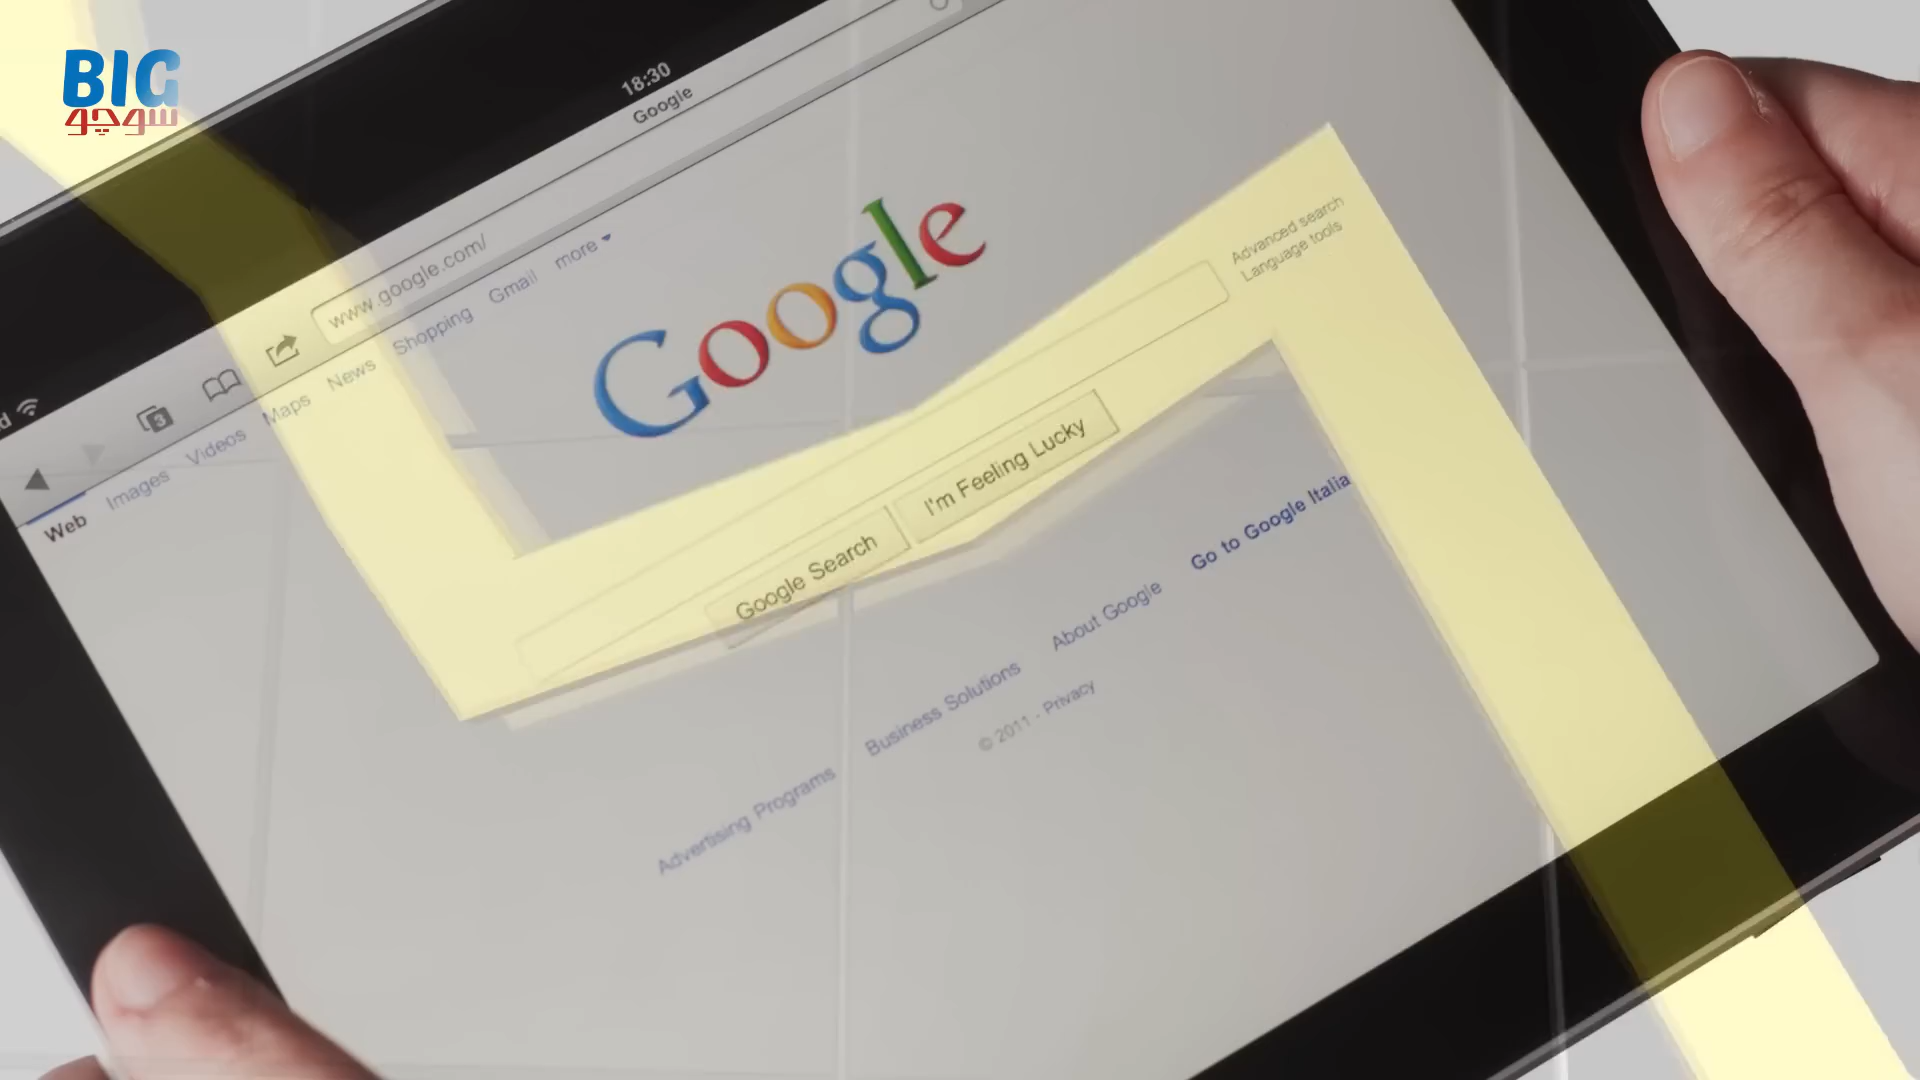 BIG
سوچو
18:30
Google
www.google.com/
Web Images Videos Maps News Shopping Gmail more
Google
Advanced search
Language tools
Google Search I'm Feeling Lucky
Advertising Programs Business Solutions About Google Go to Google Italia
© 2011 - Privacy